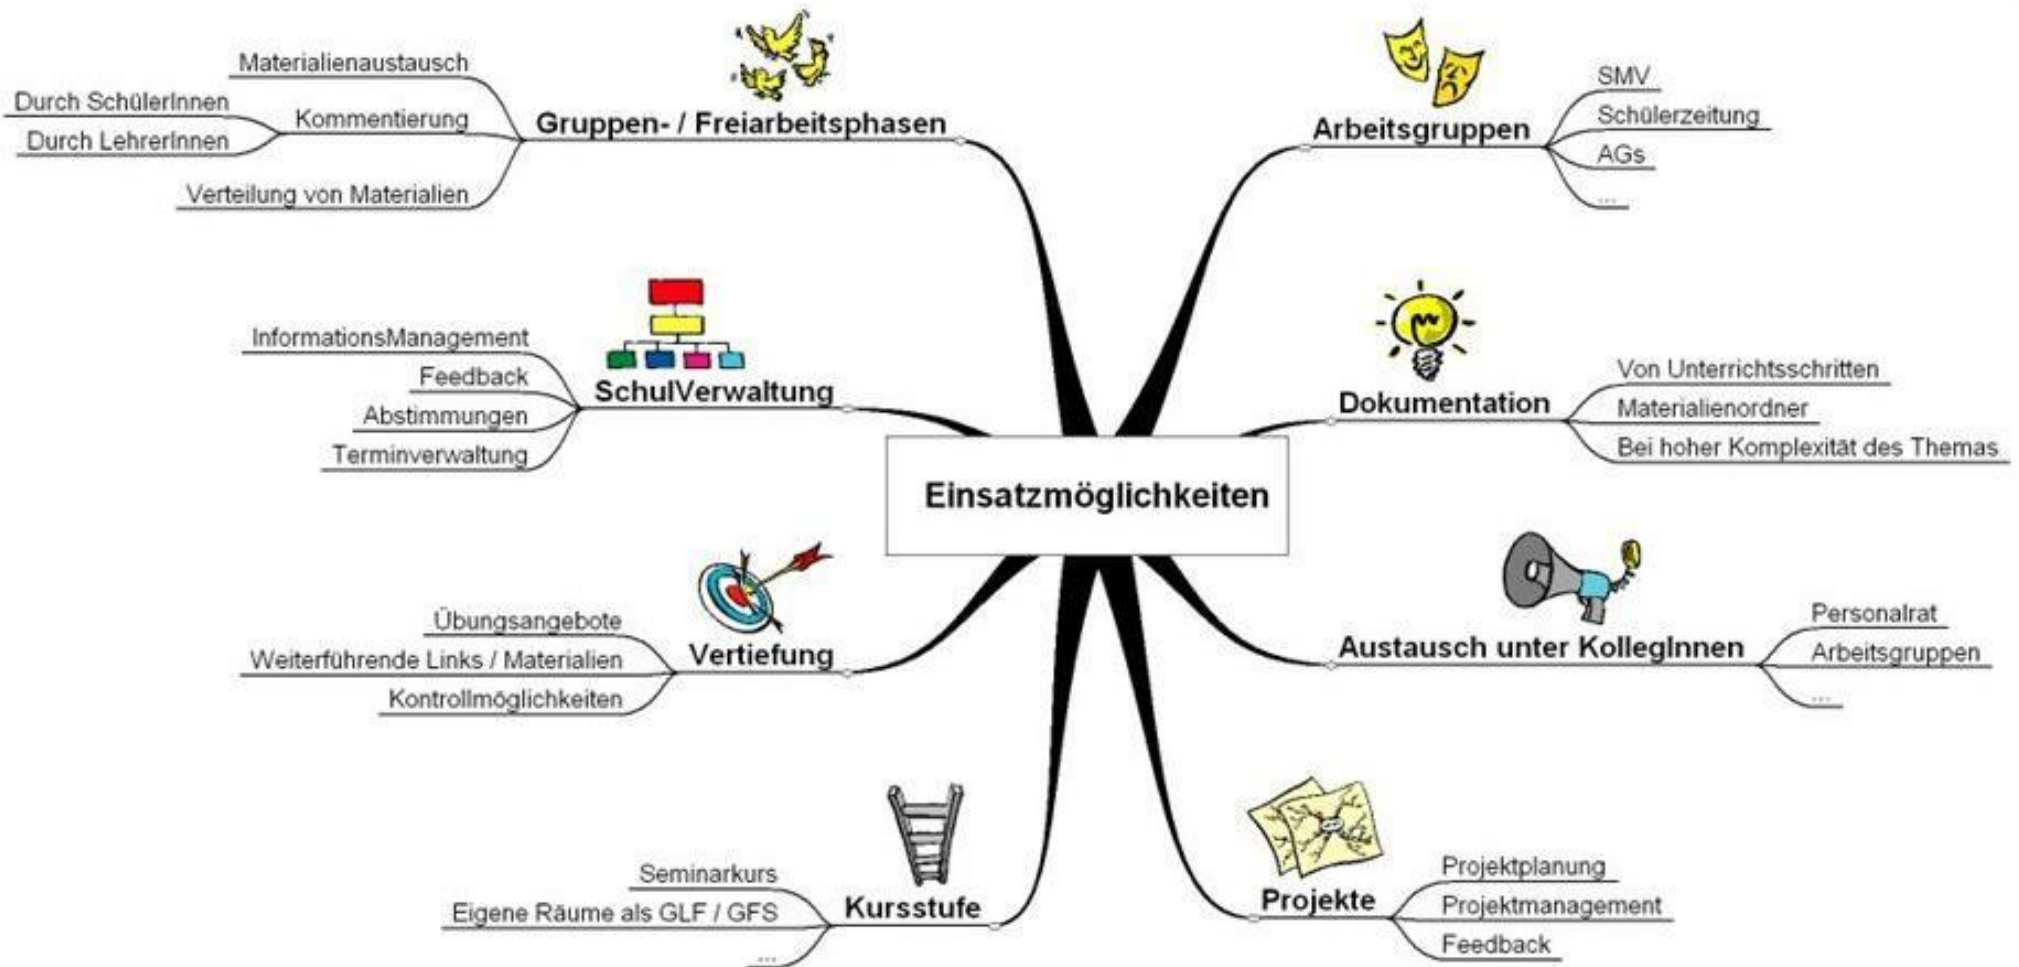 Materialienaustausch
Durch SchülerInnen
Kommentierung
Durch LehrerInnen
Verteilung von Materialien
Gruppen- / Freiarbeitsphasen
InformationsManagement
Feedback
Abstimmungen
Terminverwaltung
SchulVerwaltung
Übungsangebote
Weiterführende Links / Materialien
Kontrollmöglichkeiten
Vertiefung
Seminarkurs
Eigene Räume als GLF / GFS
...
Kursstufe
Einsatzmöglichkeiten
Arbeitsgruppen
SMV
Schülerzeitung
AGs
...
Dokumentation
Von Unterrichtsschritten
Materialienordner
Bei hoher Komplexität des Themas
Austausch unter KollegInnen
Personalrat
Arbeitsgruppen
...
Projekte
Projektplanung
Projektmanagement
Feedback